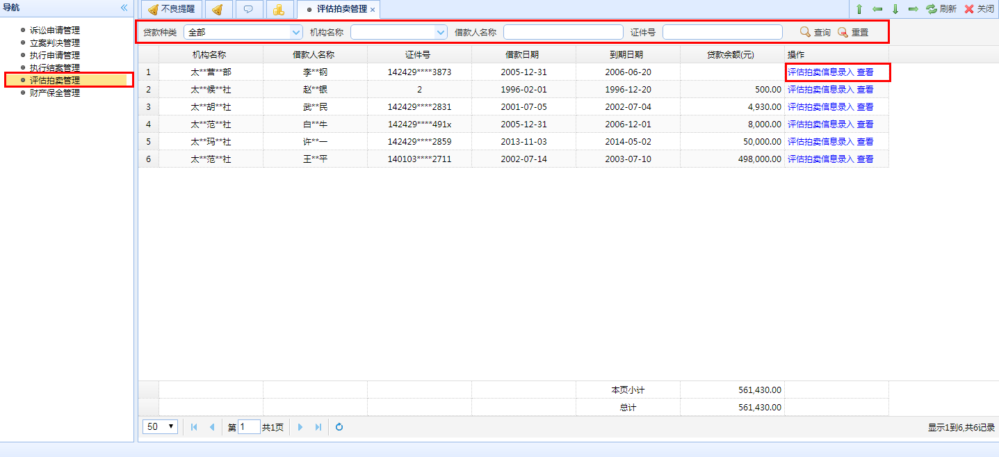 导航
诉讼申请管理
立案判决管理
执行申请管理
执行结案管理
评估拍卖管理
财产保全管理
不良提醒 评估拍卖管理 刷新 关闭
贷款种类 全部 机构名称 借款人名称 证件号 查询 重置
机构名称 借款人名称 证件号 借款日期 到期日期 贷款余额(元) 操作
1 太**营**部 李**钢 142429****3873 2005-12-31 2006-06-20 评估拍卖信息录入 查看
2 太**候**社 赵**银 2 1996-02-01 1996-12-20 500.00 评估拍卖信息录入 查看
3 太**胡**社 武**民 142429****2831 2001-07-05 2002-07-04 4,930.00 评估拍卖信息录入 查看
4 太**范**社 白**牛 142429****491x 2005-12-31 2006-12-01 8,000.00 评估拍卖信息录入 查看
5 太**玛**社 许**一 142429****2859 2013-11-03 2014-05-02 50,000.00 评估拍卖信息录入 查看
6 太**范**社 王**平 140103****2711 2002-07-14 2003-07-10 498,000.00 评估拍卖信息录入 查看
本页小计 561,430.00
总计 561,430.00
50 第 1 共1页 显示1到6,共6记录